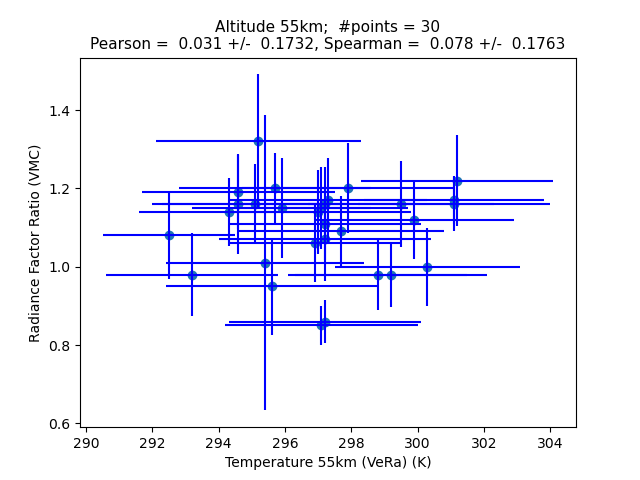 Altitude 55km;  #points = 30
Pearson =  0.031 +/-  0.1732, Spearman =  0.078 +/-  0.1763
1.4
1.2
1.0
0.8
0.6
Radiance Factor Ratio (VMC)
290 292 294 296 298 300 302 304
Temperature 55km (VeRa) (K)